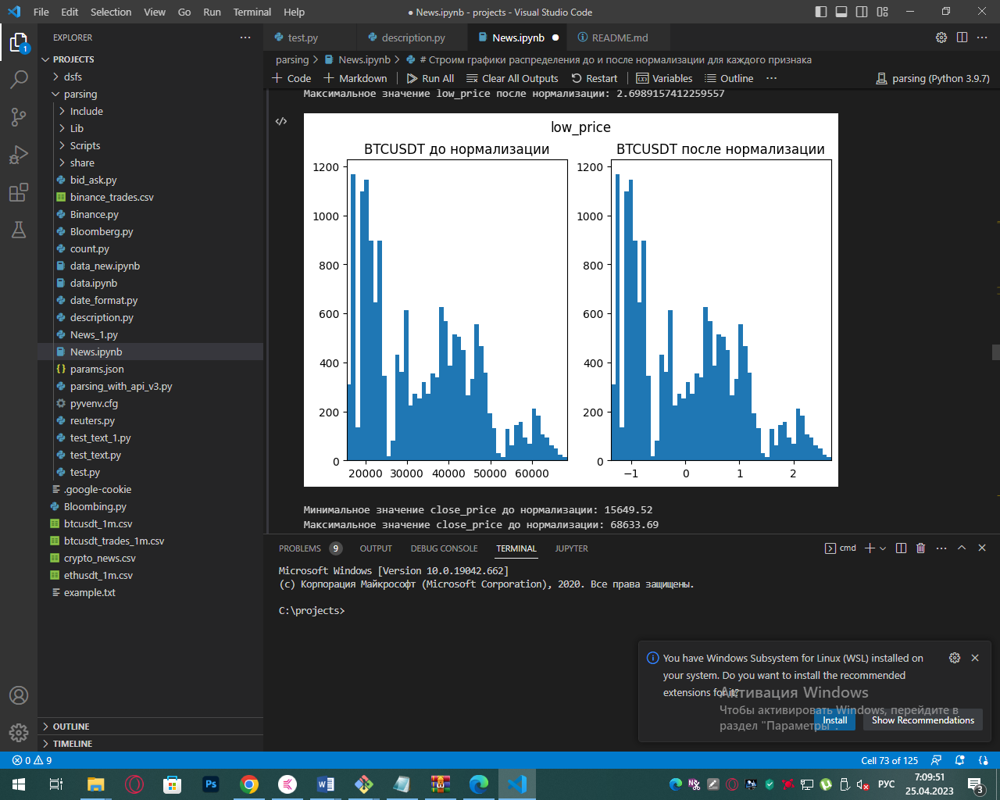 File Edit Selection View Go Run Terminal Help
● News.ipynb - projects - Visual Studio Code
EXPLORER
PROJECTS
dsfs
parsing
Include
Lib
Scripts
share
bid_ask.py
binance_trades.csv
Binance.py
Bloomberg.py
count.py
data_new.ipynb
data.ipynb
date_format.py
description.py
News_1.py
News.ipynb
params.json
parsing_with_api_v3.py
pyvenv.cfg
reuters.py
test_text_1.py
test_text.py
test.py
.google-cookie
Bloombing.py
btcusdt_1m.csv
btcusdt_trades_1m.csv
crypto_news.csv
ethusdt_1m.csv
example.txt
OUTLINE
TIMELINE
test.py description.py News.ipynb README.md
parsing > News.ipynb > # Строим графики распределения до и после нормализации для каждого признака
Code Markdown Run All Clear All Outputs Restart Variables Outline ··· parsing (Python 3.9.7)
Максимальное значение low_price после нормализации: 2.6989157412259557
low_price
BTCUSDT до нормализации
1200
1000
800
600
400
200
0
20000 30000 40000 50000 60000
BTCUSDT после нормализации
1200
1000
800
600
400
200
0
−1 0 1 2
Минимальное значение close_price до нормализации: 15649.52
Максимальное значение close_price до нормализации: 68633.69
PROBLEMS 9 OUTPUT DEBUG CONSOLE TERMINAL JUPYTER cmd
Microsoft Windows [Version 10.0.19042.662]
(c) Корпорация Майкрософт (Microsoft Corporation), 2020. Все права защищены.
C:\projects>
You have Windows Subsystem for Linux (WSL) installed on
your system. Do you want to install the recommended
extensions for it?
Install Show Recommendations
Активация Windows
Чтобы активировать Windows, перейдите в
раздел "Параметры".
1
0 9
Cell 73 of 125
РУС
7:09:51
25.04.2023
3